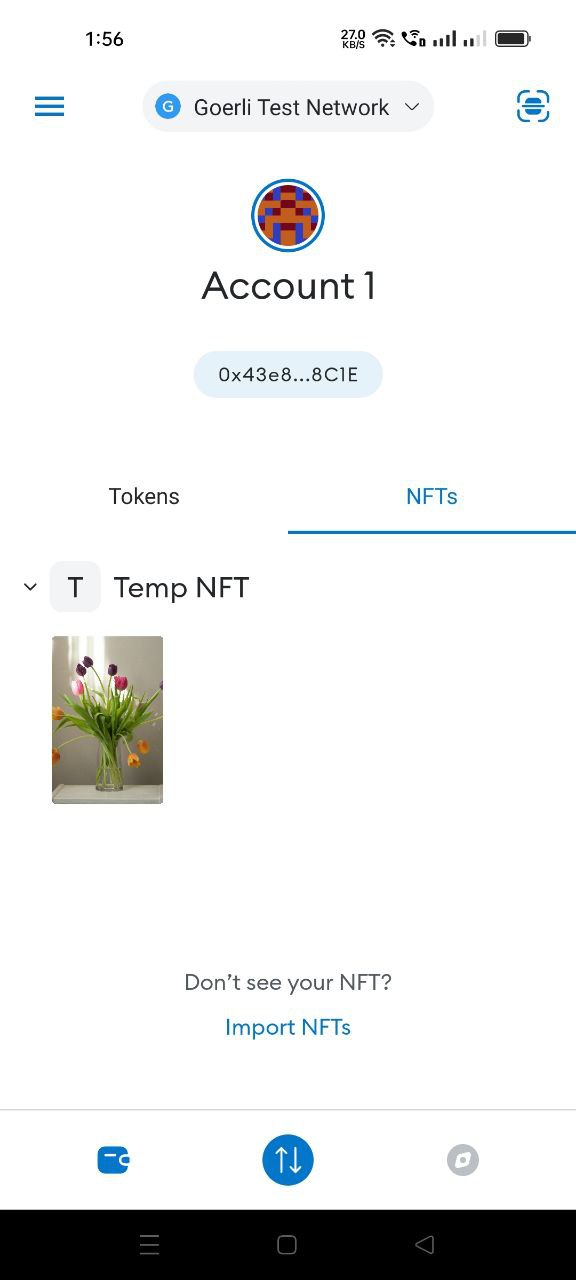 1:56
27.0
KB/S
G Goerli Test Network
Account 1
0x43e8...8C1E
Tokens NFTs
T Temp NFT
Don’t see your NFT?
Import NFTs